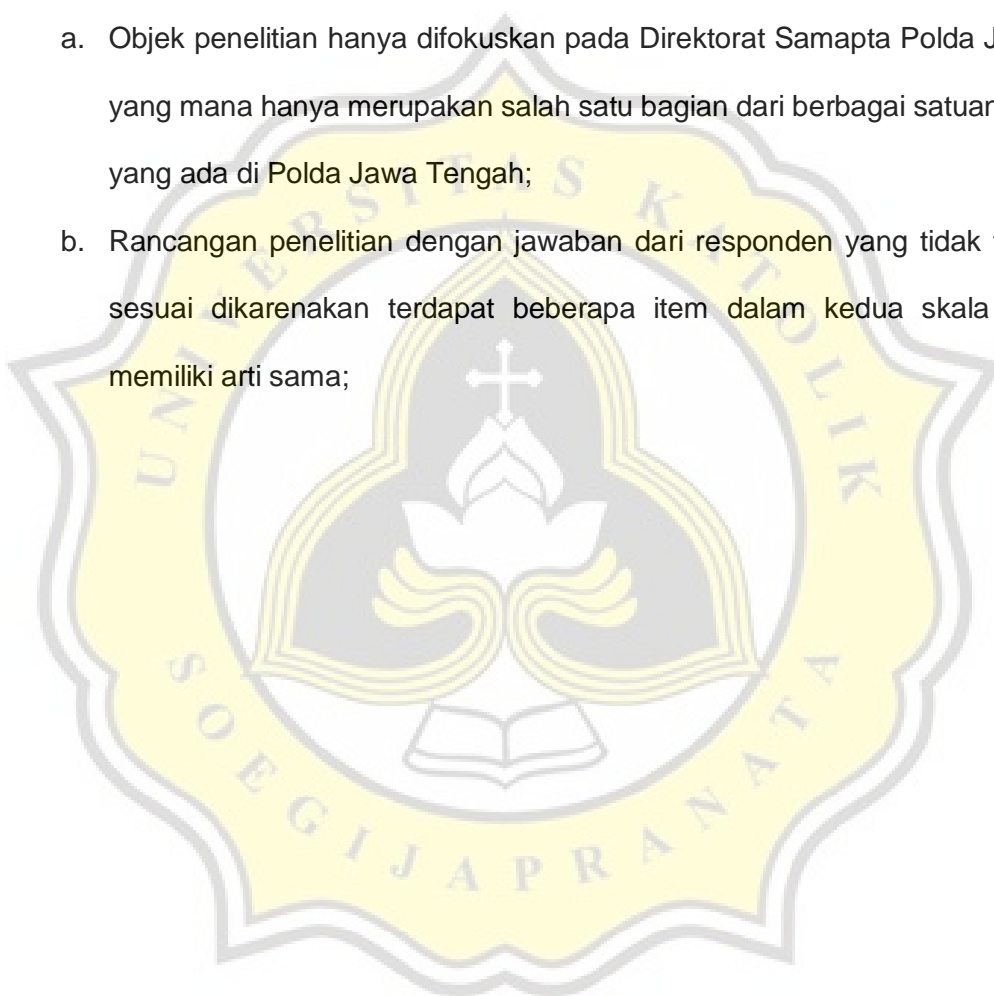 a. Objek penelitian hanya difokuskan pada Direktorat Samapta Polda J
yang mana hanya merupakan salah satu bagian dari berbagai satuan
yang ada di Polda Jawa Tengah;
b. Rancangan penelitian dengan jawaban dari responden yang tidak
sesuai dikarenakan terdapat beberapa item dalam kedua skala
memiliki arti sama;
UNIVERSITAS KATOLIK
SOEGIJAPRANATA